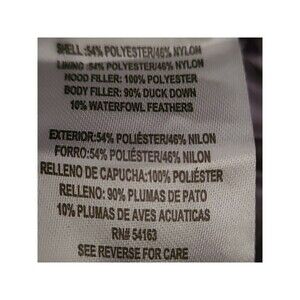 SHELL:54% POLYESTER/46% NYLON
LINING:54% POLYESTER/46% NYLON
HOOD FILLER: 100% POLYESTER
BODY FILLER: 90% DUCK DOWN
10% WATERFOWL FEATHERS
EXTERIOR:54% POLIÉSTER/46% NILON
FORRO:54% POLIÉSTER/46% NILON
RELLENO DE CAPUCHA:100% POLIÉSTER
RELLENO: 90% PLUMAS DE PATO
10% PLUMAS DE AVES ACUATICAS
RN# 54163
SEE REVERSE FOR CARE